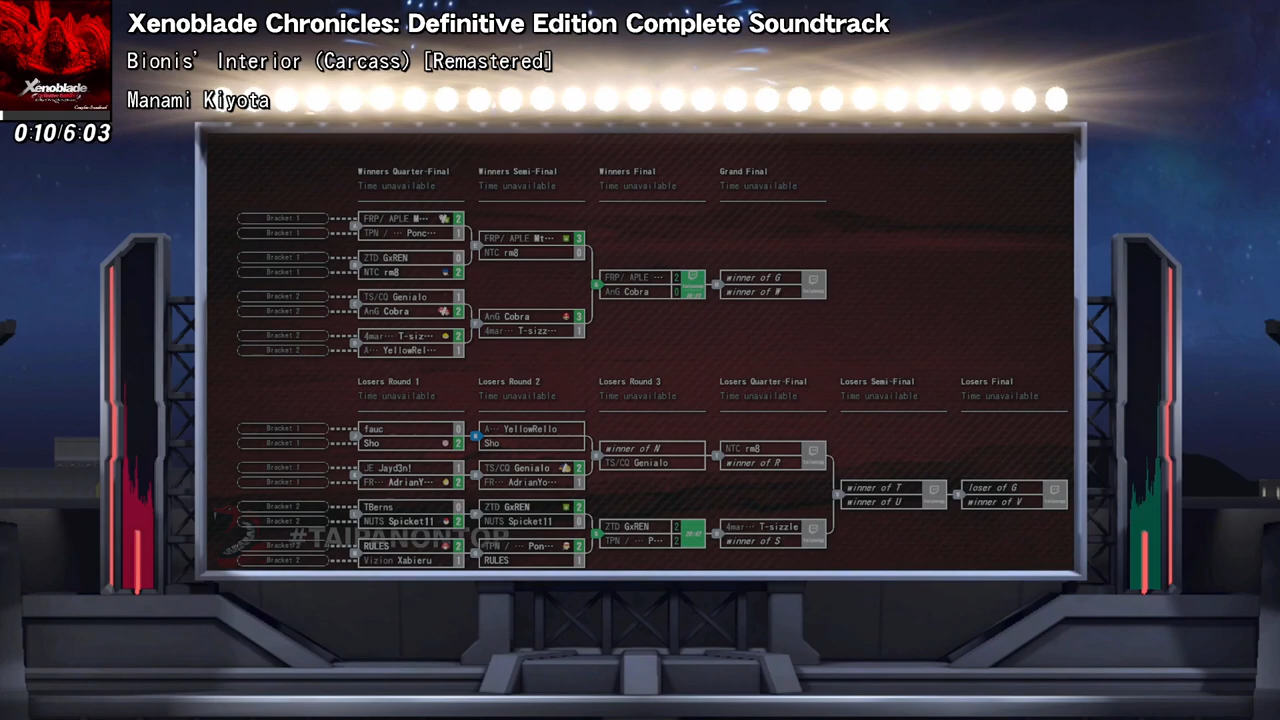 Xenoblade Chronicles: Definitive Edition Complete Soundtrack
Bionis' Interior (Carcass) [Remastered]
Manami Kiyota
Xenoblade
0:10/6:03
Winners Quarter-Final
Time unavailable
Winners Semi-Final
Time unavailable
Winners Final
Time unavailable
Grand Final
Time unavailable
Bracket 1
FRP/ APLE M··· 2
Bracket 1
TPN / ··· Ponc··· 1
Bracket 1
ZTD GxREN 0
Bracket 1
NTC rm8 2
Bracket 2
TS/CQ Genialo 1
Bracket 2
AnG Cobra 2
Bracket 2
4mar··· T-siz··· 2
Bracket 2
A··· YellowRel··· 1
FRP/ APLE Mt··· 3
NTC rm8 0
AnG Cobra 3
4mar··· T-sizz··· 1
FRP/ APLE ··· 2
AnG Cobra 0
winner of G
winner of W
Losers Round 1
Time unavailable
Losers Round 2
Time unavailable
Losers Round 3
Time unavailable
Losers Quarter-Final
Time unavailable
Losers Semi-Final
Time unavailable
Losers Final
Time unavailable
Bracket 1
fauc 0
Bracket 1
Sho 2
Bracket 1
JE Jayd3n! 1
Bracket 1
FR··· AdrianY··· 2
Bracket 2
TBerns 0
Bracket 2
NUTS Spicket11 2
Bracket 2
RULES 2
Bracket 2
Vizion Xabieru 1
A··· YellowRello
Sho
TS/CQ Genialo 2
FR··· AdrianYo··· 1
ZTD GxREN 2
NUTS Spicket11 0
TPN / ··· Pon··· 2
RULES 1
winner of N
TS/CQ Genialo
ZTD GxREN 2
TPN / ··· P··· 2
NTC rm8
winner of R
4mar··· T-sizzle
winner of S
winner of T
winner of U
loser of G
winner of V
#TAIPANONTOP